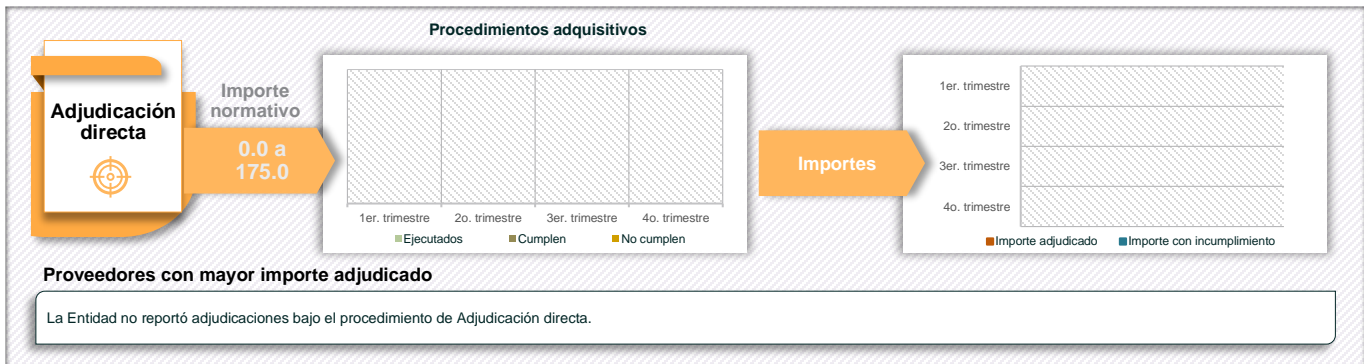 Procedimientos adquisitivos
Adjudicación
directa
Importe
normativo
0.0 a
175.0
1er. trimestre
2o. trimestre
3er. trimestre
4o. trimestre
Ejecutados
Cumplen
No cumplen
Importes
1er. trimestre
2o. trimestre
3er. trimestre
4o. trimestre
Importe adjudicado
Importe con incumplimiento
Proveedores con mayor importe adjudicado
La Entidad no reportó adjudicaciones bajo el procedimiento de Adjudicación directa.